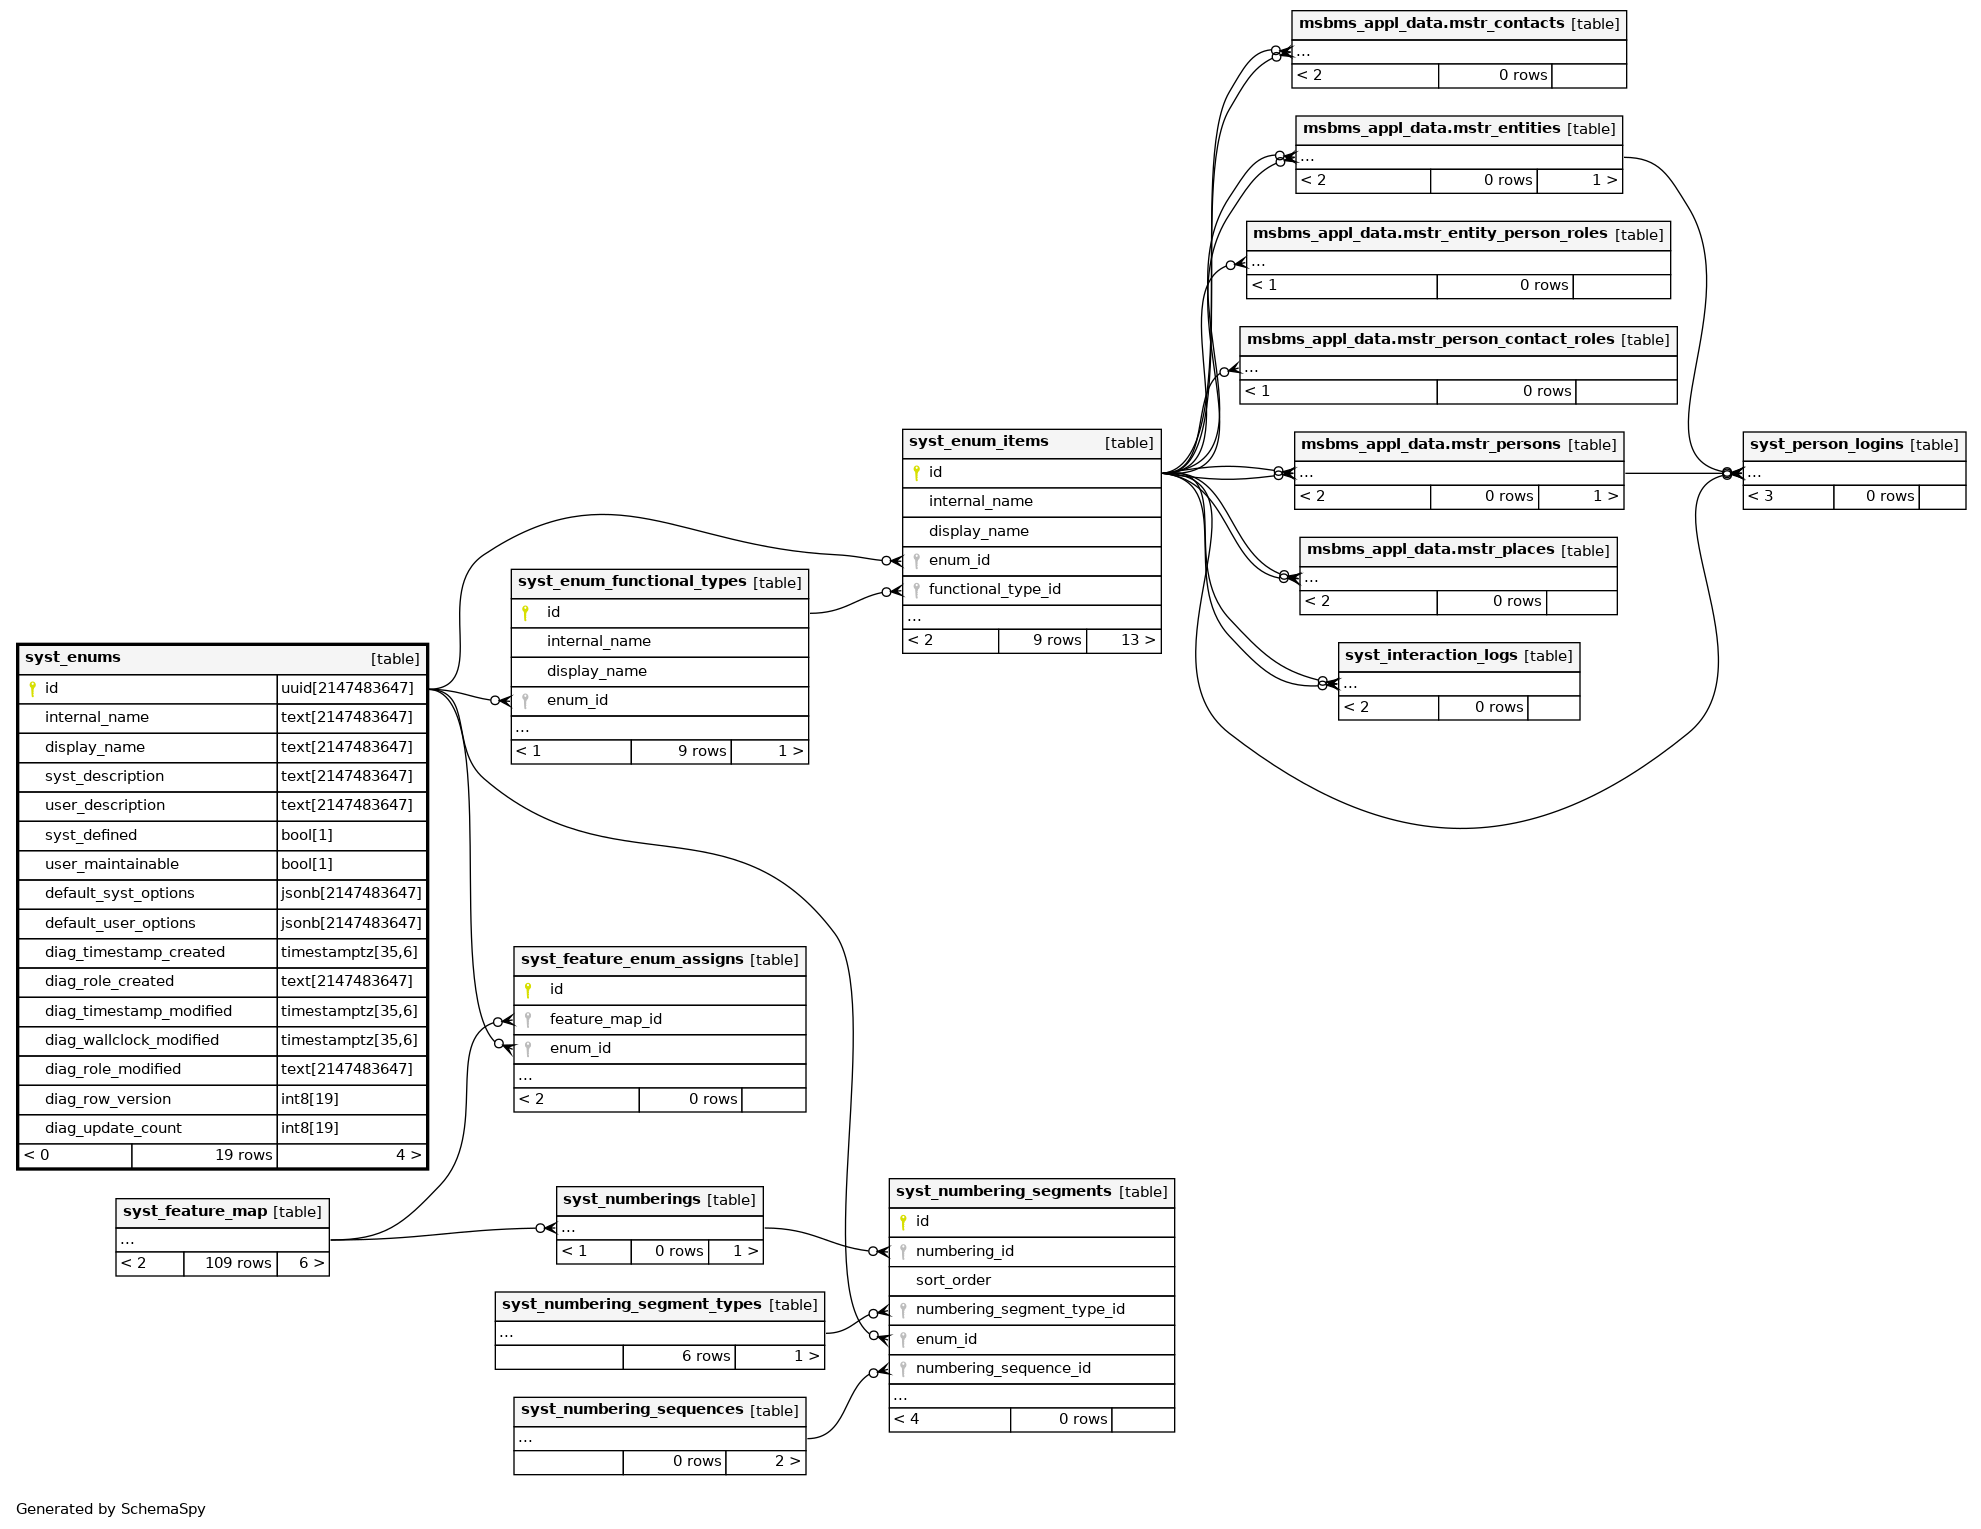 msbms_appl_data.mstr_contacts [table]
...
< 2 0 rows
msbms_appl_data.mstr_entities [table]
...
< 2 0 rows 1 >
msbms_appl_data.mstr_entity_person_roles [table]
...
< 1 0 rows
msbms_appl_data.mstr_person_contact_roles [table]
...
< 1 0 rows
msbms_appl_data.mstr_persons [table]
...
< 2 0 rows 1 >
syst_person_logins [table]
...
< 3 0 rows
msbms_appl_data.mstr_places [table]
...
< 2 0 rows
syst_interaction_logs [table]
...
< 2 0 rows
syst_enum_items [table]
id
internal_name
display_name
enum_id
functional_type_id
...
< 2 9 rows 13 >
syst_enum_functional_types [table]
id
internal_name
display_name
enum_id
...
< 1 9 rows 1 >
syst_enums [table]
id uuid[2147483647]
internal_name text[2147483647]
display_name text[2147483647]
syst_description text[2147483647]
user_description text[2147483647]
syst_defined bool[1]
user_maintainable bool[1]
default_syst_options jsonb[2147483647]
default_user_options jsonb[2147483647]
diag_timestamp_created timestamptz[35,6]
diag_role_created text[2147483647]
diag_timestamp_modified timestamptz[35,6]
diag_wallclock_modified timestamptz[35,6]
diag_role_modified text[2147483647]
diag_row_version int8[19]
diag_update_count int8[19]
< 0 19 rows 4 >
syst_feature_enum_assigns [table]
id
feature_map_id
enum_id
...
< 2 0 rows
syst_feature_map [table]
...
< 2 109 rows 6 >
syst_numberings [table]
...
< 1 0 rows 1 >
syst_numbering_segments [table]
id
numbering_id
sort_order
numbering_segment_type_id
enum_id
numbering_sequence_id
...
< 4 0 rows
syst_numbering_segment_types [table]
...
6 rows 1 >
syst_numbering_sequences [table]
...
0 rows 2 >
Generated by SchemaSpy